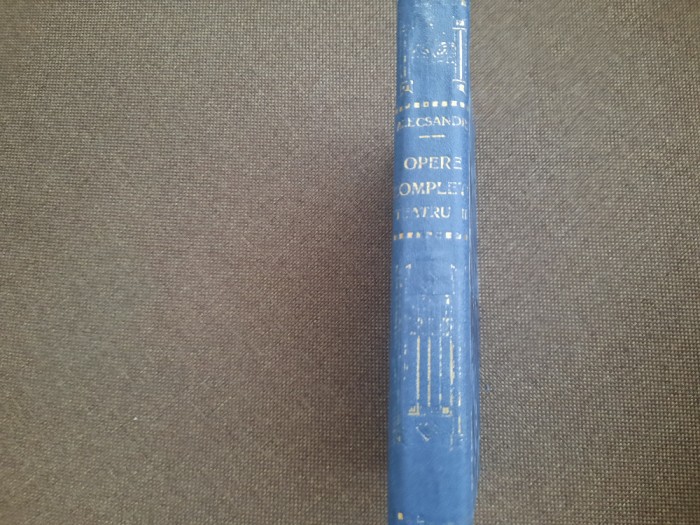 ALECSANDRI
OPERE
COMPLETE
TEATRU II